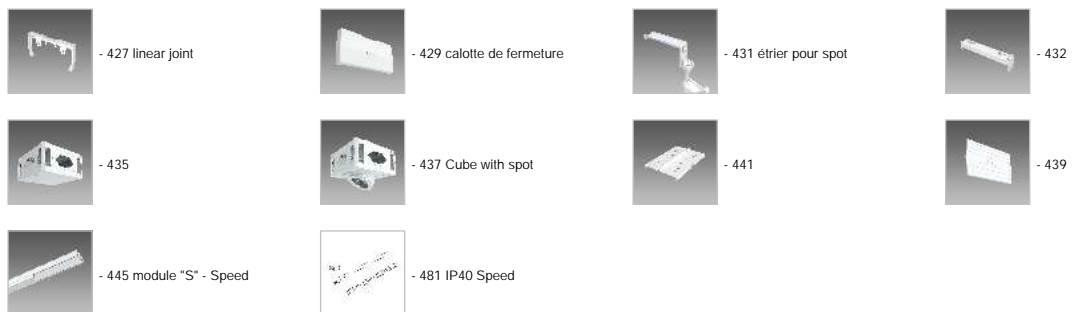 - 427 linear joint
- 429 calotte de fermeture
- 431 étrier pour spot
- 432
- 435
- 437 Cube with spot
- 441
- 439
- 445 module "S" - Speed
- 481 IP40 Speed